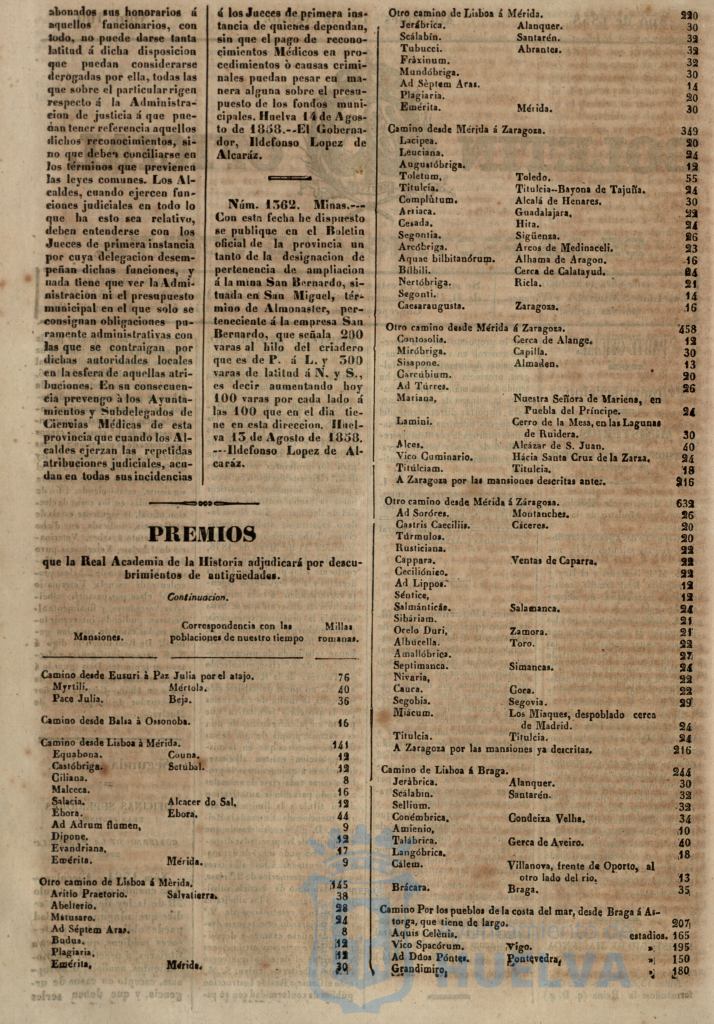 abonados sus honorarios á
aquellos funcionarios, con
todo, no puede darse tanta
latitud á dicha disposicion
que puedan considerarse
derogadas por ella, todas las
que sobre el particular rigen
respecto á la Administra-
cion de justicia á que pue-
dan tener referencia aquellos
dichos reconocimientos, si-
no que deben conciliarse en
los términos que previenen
las leyes comunes. Los Al-
caldes, cuando ejercen fun-
ciones judiciales en todo lo
que ha esto sea relativo,
deben entenderse con los
Jueces de primera instancia
por cuya delegacion desem-
peñan dichas funciones, y
nada tiene que ver la Admi-
nistracion ni el presupuesto
municipal en el que solo se
consignan obligaciones pu-
ramente administrativas con
las que se contraigan por
dichas autoridades locales
en la esfera de aquellas atri-
buciones. En su consecuen-
cia prevengo á los Ayunta-
mientos y Subdelegados de
Ciencias Médicas de esta
provincia que cuando los Al-
caldes ejerzan las repetidas
atribuciones judiciales, acu-
dan en todas sus incidencias
á los Jueces de primera ins-
tancia de quienes dependan,
sin que el pago de recono-
cimientos Médicos en pro-
cedimientos ó causas crimi-
nales puedan pesar en ma-
nera alguna sobre el presu-
puesto de los fondos muni-
cipales. Huelva 14 de Agos-
to de 1858.--El Goberna-
dor, Ildefonso Lopez de
Alcaráz.
Núm. 1362. Minas.---
Con esta fecha he dispuesto
se publique en el Boletin
oficial de la provincia un
tanto de la designacion de
pertenencia de ampliacion
á la mina San Bernardo, si-
tuada en San Miguel, tér-
mino de Almonaster, per-
teneciente á la empresa San
Bernardo, que señala 200
varas al hilo del criadero
que es de P. á L. y 300
varas de latitud á N. y S.,
es decir aumentando hoy
100 varas por cada lado á
las 100 que en el dia tie-
ne en esta direccion. Huel-
va 13 de Agosto de 1858.
---Ildefonso Lopez de Al-
caráz.
PREMIOS
que la Real Academia de la Historia adjudicará por descu-
brimientos de antigüedades.
Continuacion.
Mansiones. Correspondencia con las poblaciones de nuestro tiempo Millas romanas.
Camino desde Eusuri à Paz Julia por el atajo. 76
Myrtili. Mértola. 40
Pace Julia. Beja. 36
Camino desde Balsa à Ossonoba. 16
Camino desde Lisboa à Mérida. 141
Equabona. Couna. 12
Castóbriga. Setubal. 12
Ciliana. 8
Malceca. 16
Salacia. Alcacer do Sal. 12
Ébora. Ebora. 44
Ad Adrum flumen, 9
Dipone. 12
Evandriana. 17
Emérita. Mérida. 9
Otro camino de Lisboa á Mérida. 145
Aritio Praetorio. Salvatierra. 38
Abelterio. 28
Matusaro. 24
Ad Séptem Aras. 8
Budua. 12
Plagiaria. 12
Emérita, Mérida. 30
Otro camino de Lisboa á Mérida. 220
Jerábrica. Alanquer. 30
Scálabin. Santarén. 32
Tubucci. Abrantes. 32
Fráxinum. 32
Mundóbriga. 30
Ad Sèptem Aras. 14
Plagiaria. 20
Emérita. Mérida. 30
Camino desde Mérida á Zaragoza. 349
Lacipea. 20
Leuciana. 24
Augustóbriga. 12
Toletum, Toledo. 55
Titulcia. Titulcia--Bayona de Tajuña. 24
Complútum. Alcalá de Henares. 30
Arriaca. Guadalajara. 22
Cesada. Hita. 24
Segontia. Sigüenza. 26
Arcóbriga. Arcos de Medinaceli. 23
Aquae bilbitanórum. Alhama de Aragon. 16
Bílbili. Cerca de Calatayud. 24
Nertóbriga. Ricla. 21
Segonti. 14
Caesaraugusta. Zaragoza. 16
Otro camino desde Mérida á Zaragoza. 458
Contosolia. Cerca de Alange. 12
Miróbriga. Capilla. 30
Sisapone. Almaden. 13
Carcúbium. 20
Ad Túrres. 26
Mariana, Nuestra Señora de Mariena, en
Puebla del Príncipe. 24
Lamini. Cerro de la Mesa, en las Lagunas
de Ruidera. 30
Alces. Alcázar de S. Juan. 40
Vico Cuminario. Hácia Santa Cruz de la Zarza. 24
Titúlciam. Titulcia. 18
A Zaragoza por las mansiones descritas antes. 216
Otro camino desde Mérida á Záragoza. 632
Ad Soróres. Montanches. 26
Castris Caeciliis. Cáceres. 20
Túrmulos. 20
Rusticiana. 22
Cappara. Ventas de Caparra. 22
Ceciliónico. 22
Ad Lippos. 12
Séntice, 12
Salmánticás. Salamanca. 24
Sibáriam. 21
Ocelo Duri, Zamora. 21
Albucella. Toro. 22
Amallóbrica. 27
Septimanca. Simancas. 24
Nivaria, 22
Cauca. Coca. 22
Segobia. Segovia. 29
Miácum. Los Miaques, despoblado cerca
de Madrid. 24
Titulcia. Titulcia. 24
A Zaragoza por las mansiones ya descritas. 216
Camino de Lisboa á Braga. 244
Jeràbrica. Alanquer. 30
Scálabin. Santarén. 32
Sellium. 32
Conémbrica. Condeixa Velha. 34
Amienio, 10
Talábrica. Gerca de Aveiro. 40
Langóbrica. 18
Cálem. Villanova, frente de Oporto, al
otro lado del rio. 13
Brácara. Braga. 35
Camino Por los pueblos de la costa del mar, desde Braga á As-
torga, que tiene de largo. 207
Aquis Celénis. estadios. 165
Vico Spacórum. Vigo. » 195
Ad Ddos Póntes. Pontevedra, » 150
Grandimiro, » 180
HUELVA